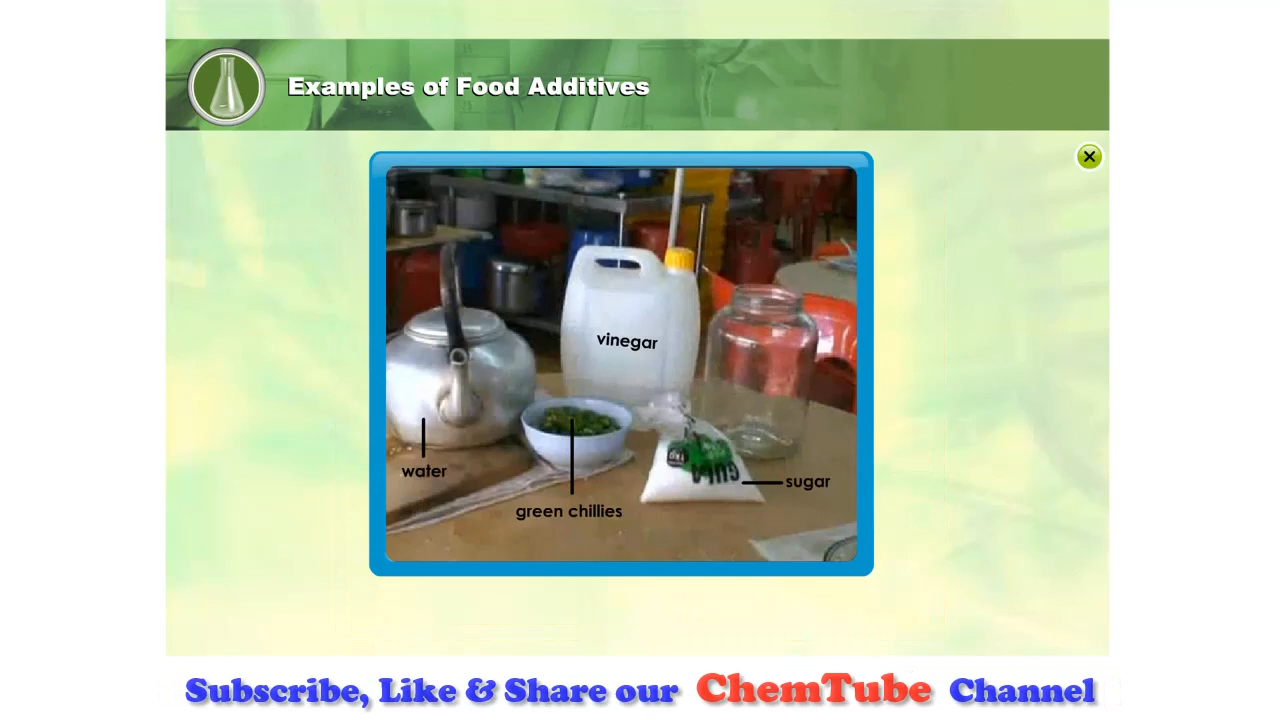 Examples of Food Additives
vinegar
water
sugar
green chillies
Subscribe, Like & Share our ChemTube Channel